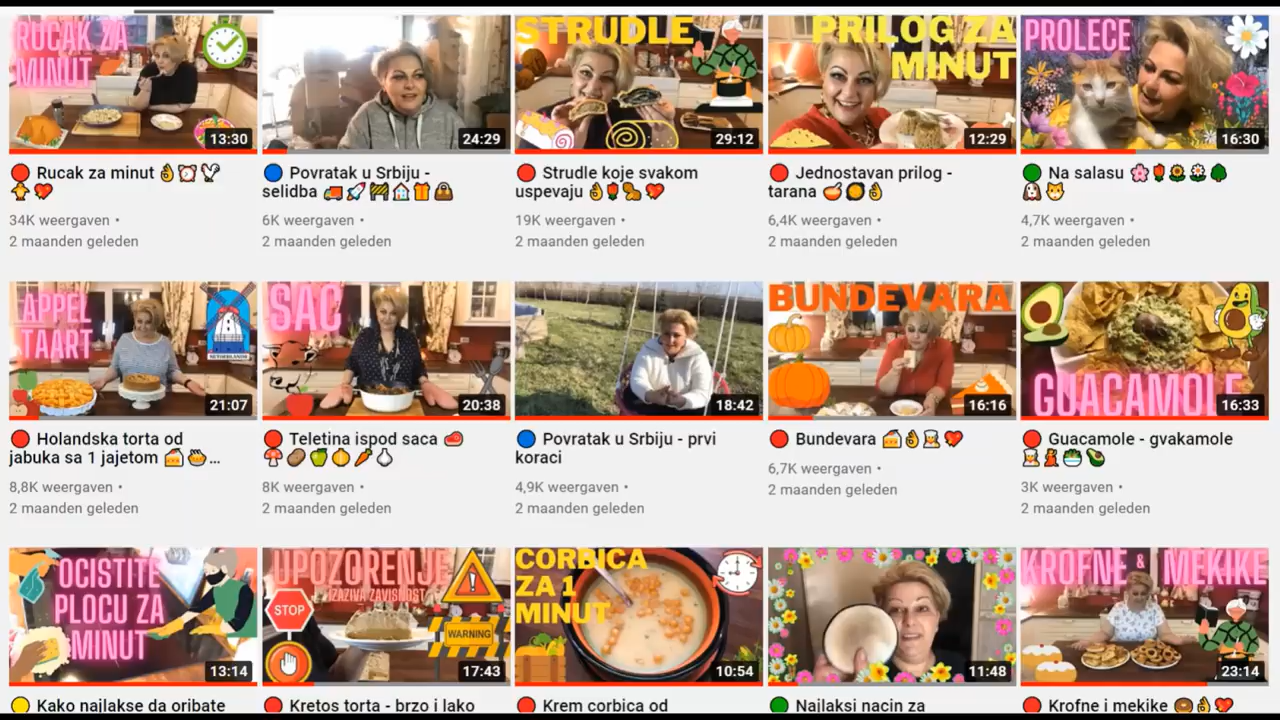 RUCAK ZA
MINUT
13:30
24:29
STRUDLE
29:12
PRILOG ZA
MINUT
12:29
PROLECE
16:30
Rucak za minut
Povratak u Srbiju -
selidba
Strudle koje svakom
uspevaju
Jednostavan prilog -
tarana
Na salasu
34K weergaven •
2 maanden geleden
6K weergaven •
2 maanden geleden
19K weergaven •
2 maanden geleden
6,4K weergaven •
2 maanden geleden
4,7K weergaven •
2 maanden geleden
APPEL
TAART
NETHERLANDS
21:07
SAC
20:38
18:42
BUNDEVARA
16:16
GUACAMOLE
16:33
Holandska torta od
jabuka sa 1 jajetom ...
Teletina ispod saca
Povratak u Srbiju - prvi
koraci
Bundevara
Guacamole - gvakamole
8,8K weergaven •
2 maanden geleden
8K weergaven •
2 maanden geleden
4,9K weergaven •
2 maanden geleden
6,7K weergaven •
2 maanden geleden
3K weergaven •
2 maanden geleden
OCISTITE
PLOCU ZA
MINUT
13:14
UPOZORENJE
IZAZIVA ZAVISNOST
STOP
WARNING
17:43
CORBICA
ZA 1
MINUT
10:54
11:48
KROFNE & MEKIKE
23:14
Kako najlakse da oribate
Kretos torta - brzo i lako
Krem corbica od
Najlaksi nacin za
Krofne i mekike